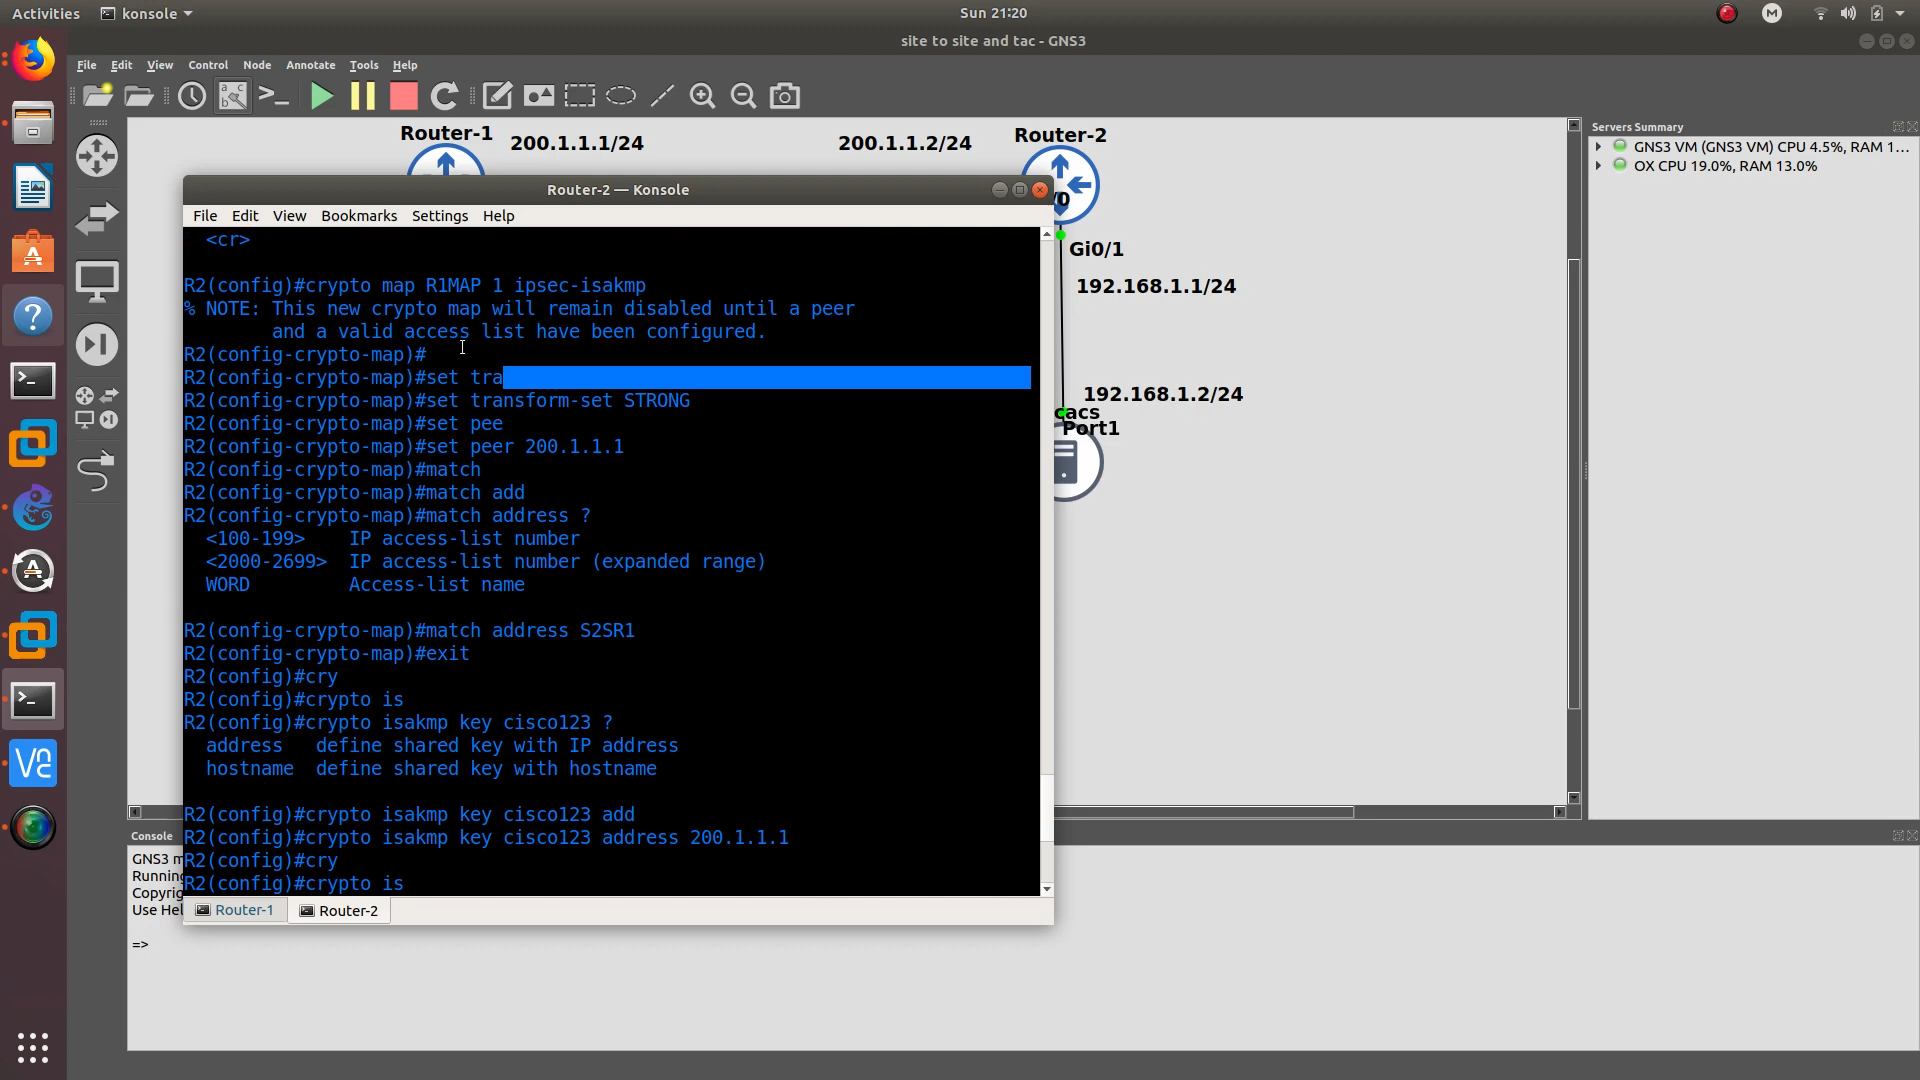 Activities
konsole
Sun 21:20
M
site to site and tac - GNS3
File Edit View Control Node Annotate Tools Help
Router-1
200.1.1.1/24
200.1.1.2/24
Router-2
Servers Summary
GNS3 VM (GNS3 VM) CPU 4.5%, RAM 1...
OX CPU 19.0%, RAM 13.0%
Router-2 — Konsole
/0
File Edit View Bookmarks Settings Help
Gi0/1
192.168.1.1/24
192.168.1.2/24
cacs
Port1
<cr>
R2(config)#crypto map R1MAP 1 ipsec-isakmp
% NOTE: This new crypto map will remain disabled until a peer
and a valid access list have been configured.
R2(config-crypto-map)#
R2(config-crypto-map)#set tra
R2(config-crypto-map)#set transform-set STRONG
R2(config-crypto-map)#set pee
R2(config-crypto-map)#set peer 200.1.1.1
R2(config-crypto-map)#match
R2(config-crypto-map)#match add
R2(config-crypto-map)#match address ?
<100-199> IP access-list number
<2000-2699> IP access-list number (expanded range)
WORD Access-list name
R2(config-crypto-map)#match address S2SR1
R2(config-crypto-map)#exit
R2(config)#cry
R2(config)#crypto is
R2(config)#crypto isakmp key cisco123 ?
address define shared key with IP address
hostname define shared key with hostname
R2(config)#crypto isakmp key cisco123 add
R2(config)#crypto isakmp key cisco123 address 200.1.1.1
R2(config)#cry
R2(config)#crypto is
Router-1
Router-2
Console
GNS3 m
Running
Copyrig
Use Hel
=>